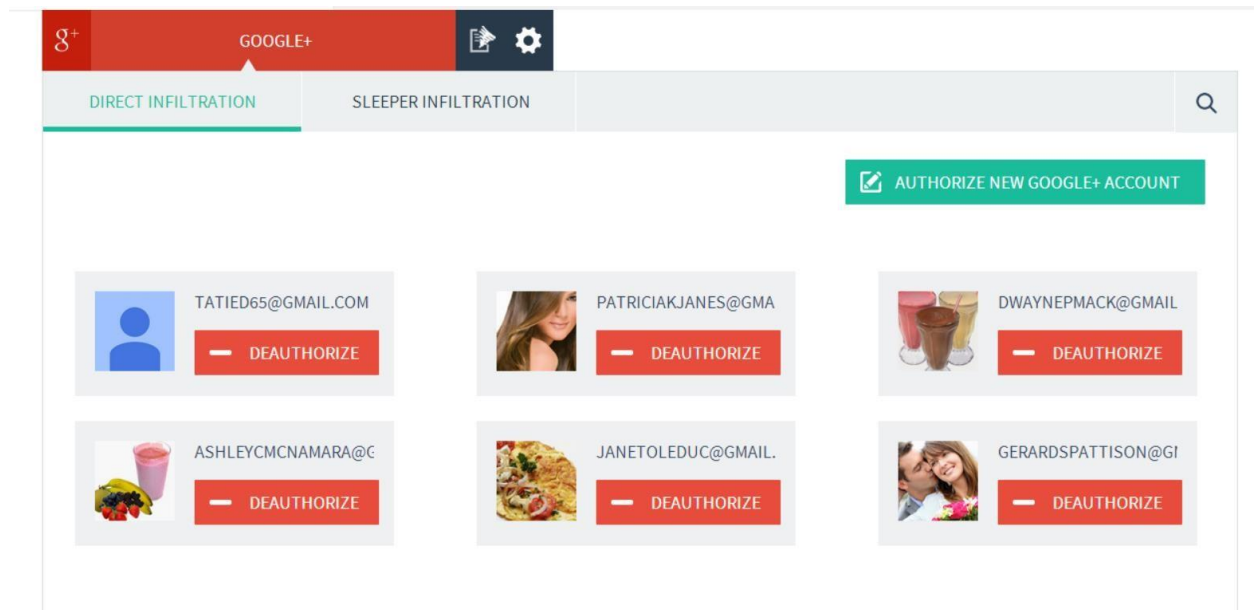 g+ GOOGLE+
DIRECT INFILTRATION SLEEPER INFILTRATION
AUTHORIZE NEW GOOGLE+ ACCOUNT
TATIED65@GMAIL.COM PATRICIAKJANES@GMA DWAYNEPMACK@GMAIL
DEAUTHORIZE DEAUTHORIZE DEAUTHORIZE
ASHLEYCMCNAMARA@G JANETOLEDUC@GMAIL. GERARDSPATTISON@GM
DEAUTHORIZE DEAUTHORIZE DEAUTHORIZE